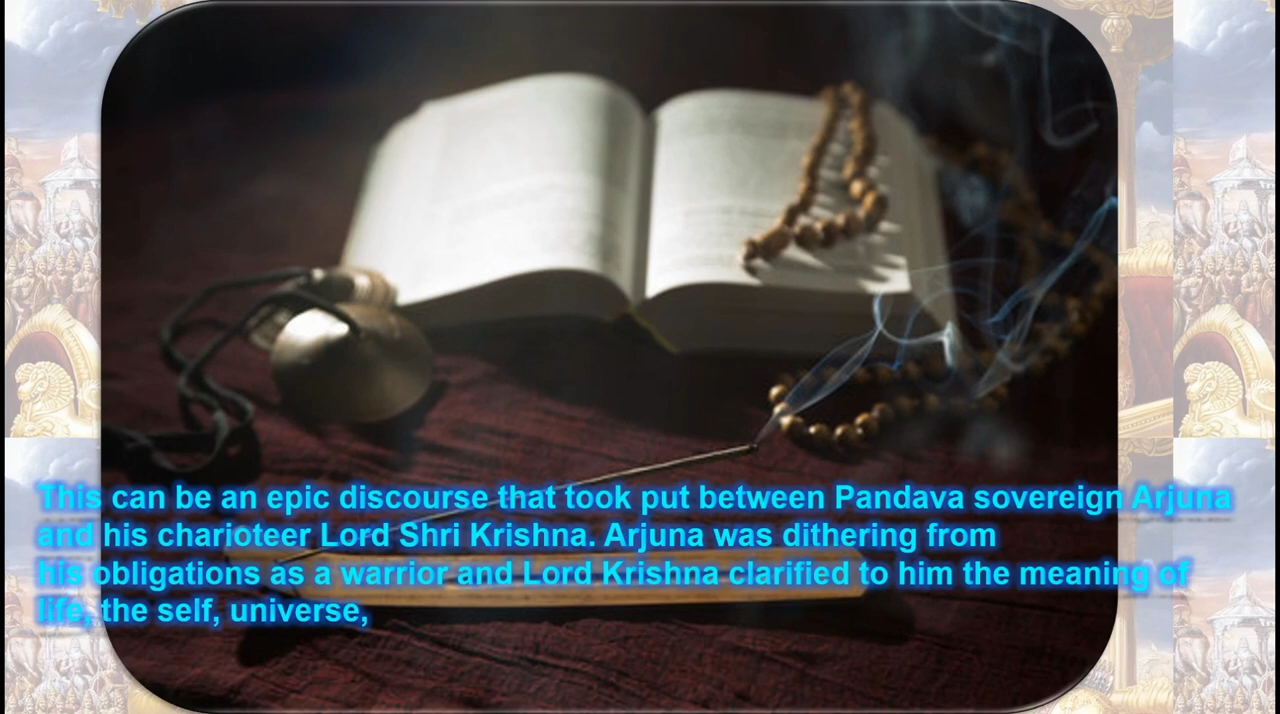 This can be an epic discourse that took put between Pandava sovereign Arjuna
and his charioteer Lord Shri Krishna. Arjuna was dithering from
his obligations as a warrior and Lord Krishna clarified to him the meaning of
life, the self, universe,